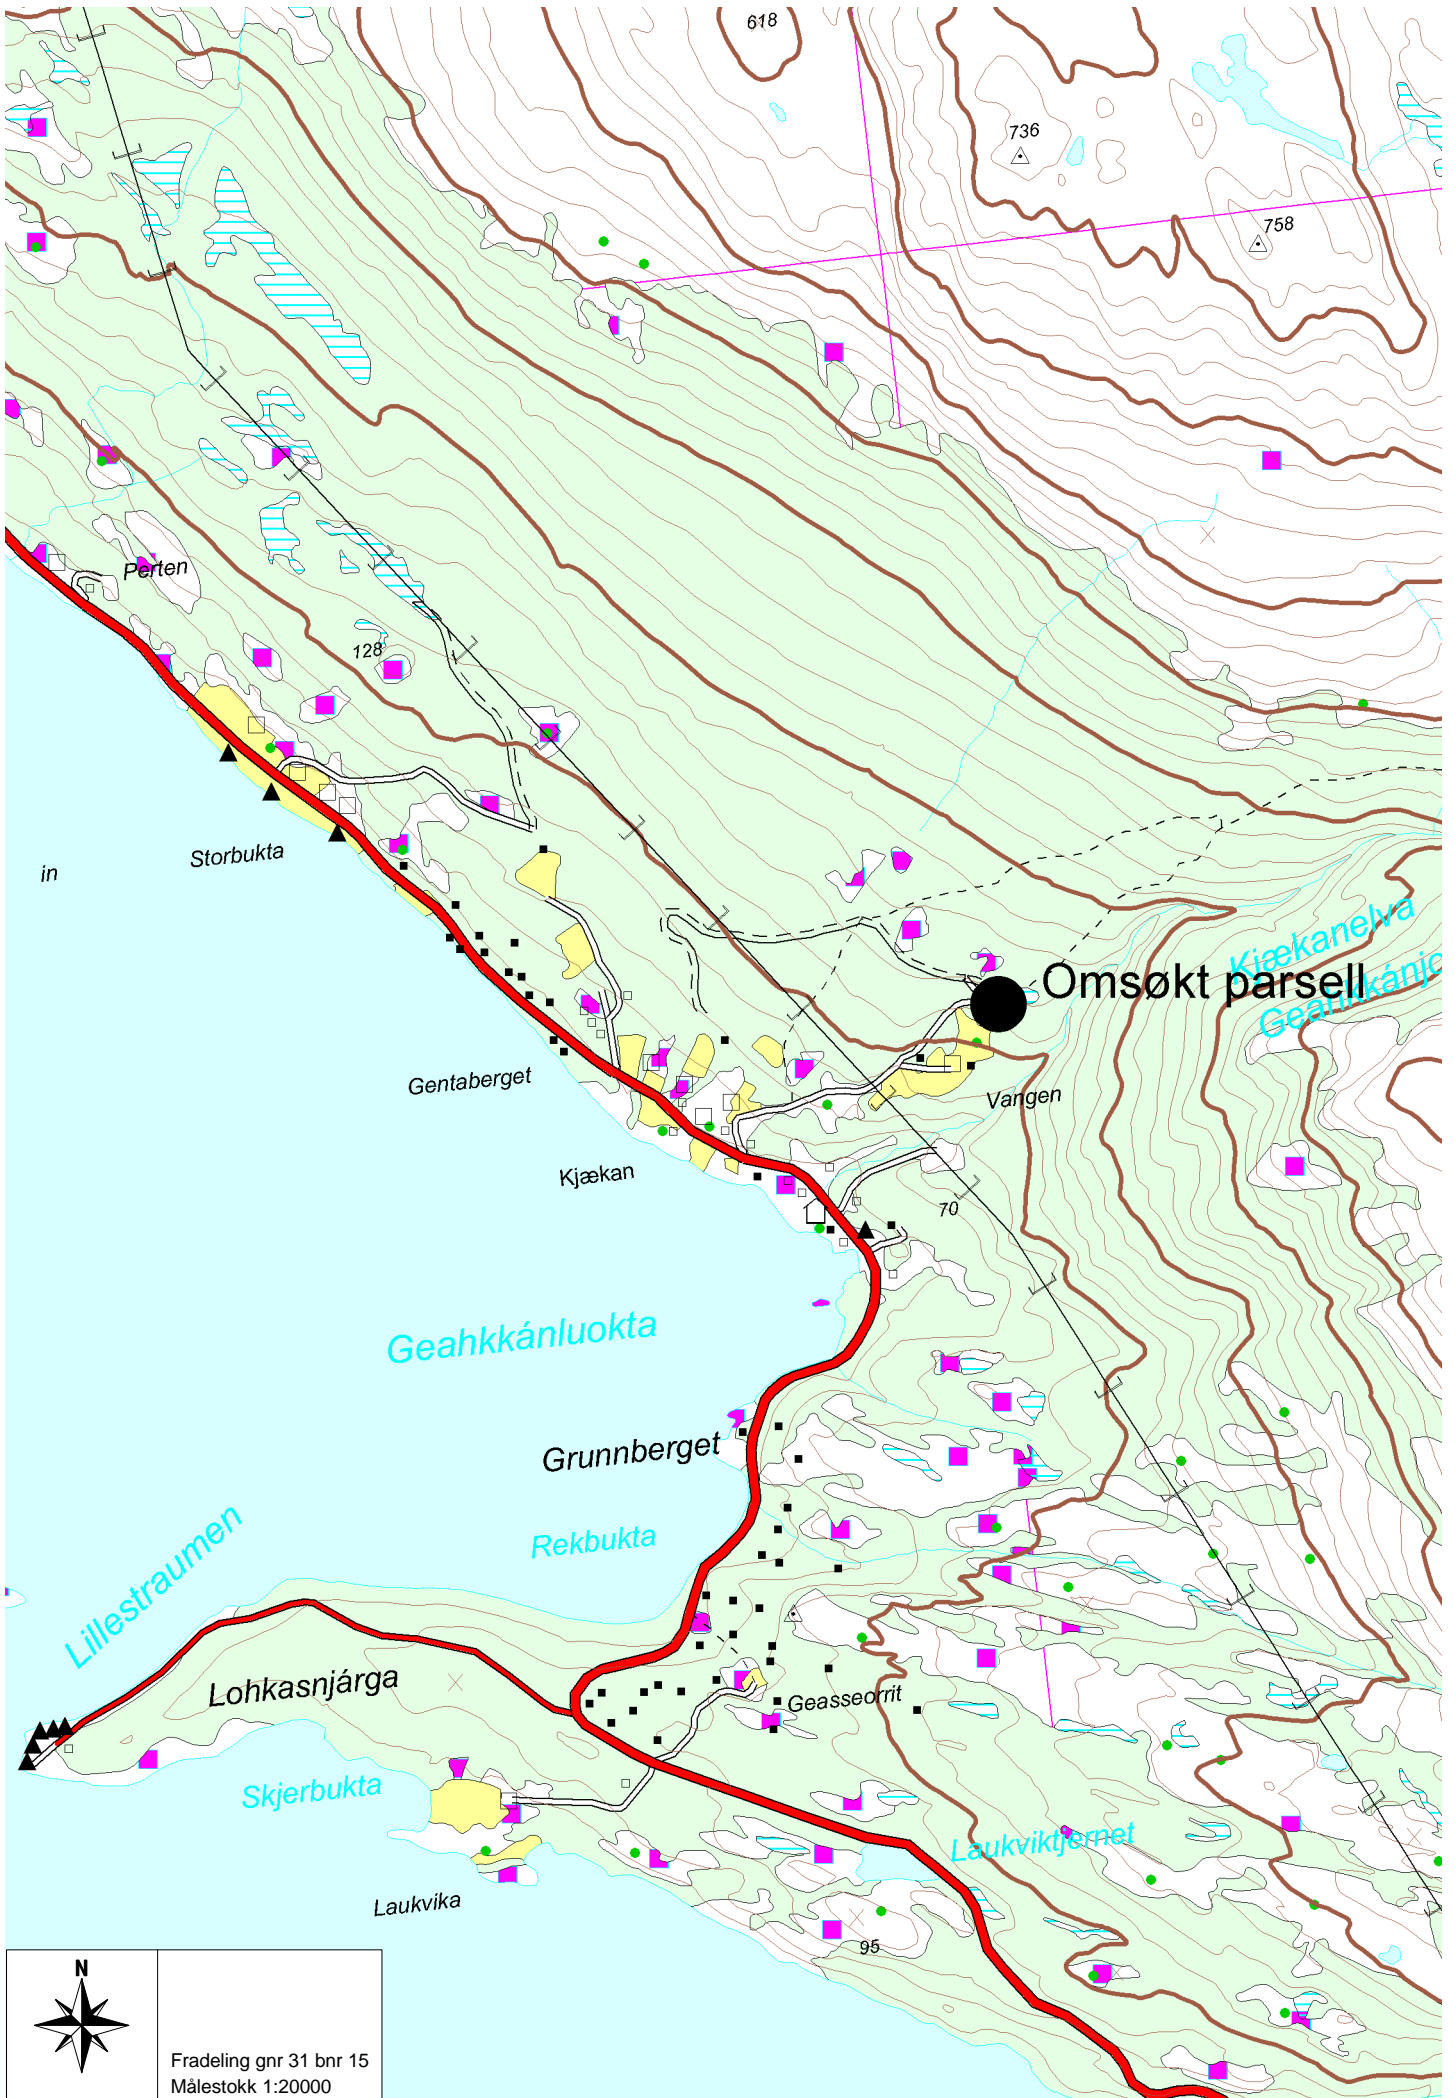 618
736
758
Perten
128
Storbukta
in
Kjækanelva
Omsøkt parsell
Gentaberget
Vangen
Kjækan
70
Geahkkánluokta
Grunnberget
Rekbukta
Lillestraumen
Lohkasnjárga
Geasseorrit
Skjerbukta
Laukviktjernet
Laukvika
95
N
Fradeling gnr 31 bnr 15
Målestokk 1:20000